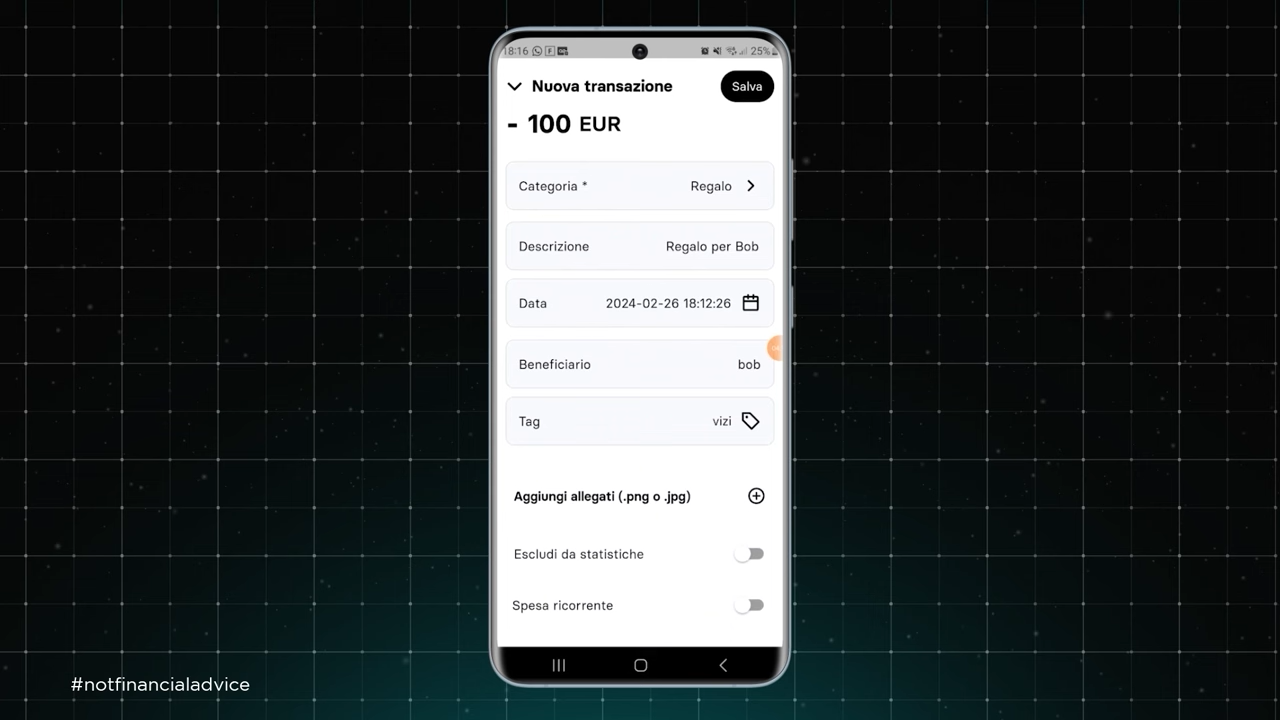 18:16 25%
Nuova transazione Salva
- 100 EUR
Categoria * Regalo
Descrizione Regalo per Bob
Data 2024-02-26 18:12:26
Beneficiario bob
Tag vizi
Aggiungi allegati (.png o .jpg)
Escludi da statistiche
Spesa ricorrente
#notfinancialadvice